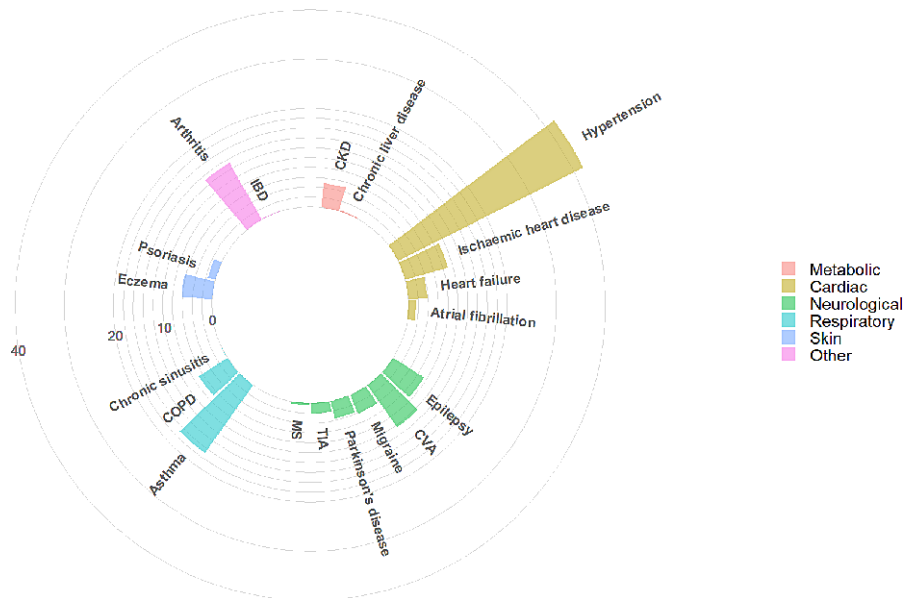 Hypertension
Chronic liver disease
CKD
Arthritis
IBD
Ischaemic heart disease
Psoriasis
Heart failure
Eczema
Atrial fibrillation
0
10
20
40
Chronic sinusitis
COPD
Asthma
MS
TIA
Parkinson's disease
Migraine
CVA
Epilepsy
Metabolic
Cardiac
Neurological
Respiratory
Skin
Other